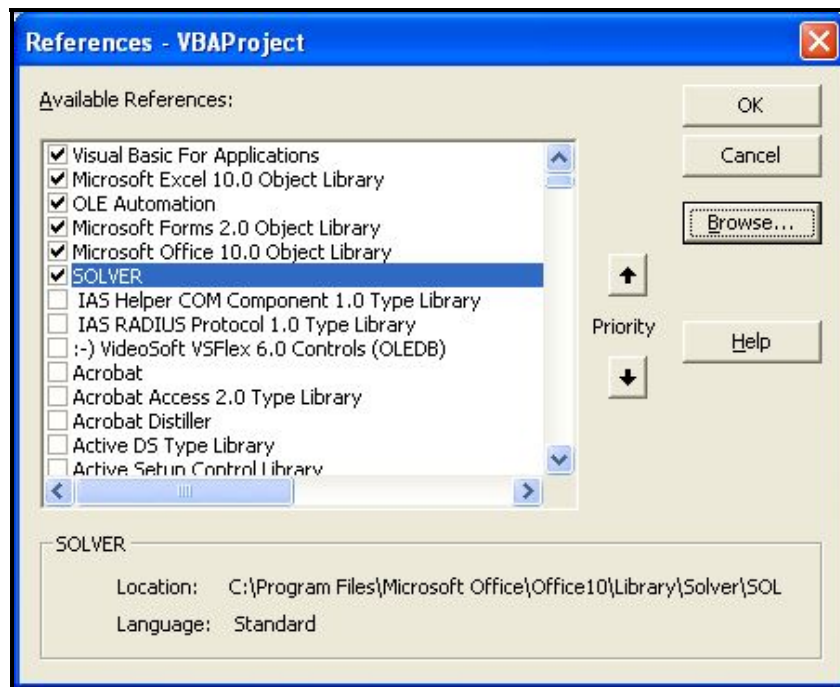 References - VBAProject
Available References:
Visual Basic For Applications
Microsoft Excel 10.0 Object Library
OLE Automation
Microsoft Forms 2.0 Object Library
Microsoft Office 10.0 Object Library
SOLVER
IAS Helper COM Component 1.0 Type Library
IAS RADIUS Protocol 1.0 Type Library
:-) VideoSoft VSFlex 6.0 Controls (OLEDB)
Acrobat
Acrobat Access 2.0 Type Library
Acrobat Distiller
Active DS Type Library
Active Setup Control Library
OK
Cancel
Browse...
Priority
Help
SOLVER
Location: C:\Program Files\Microsoft Office\Office10\Library\Solver\SOL
Language: Standard